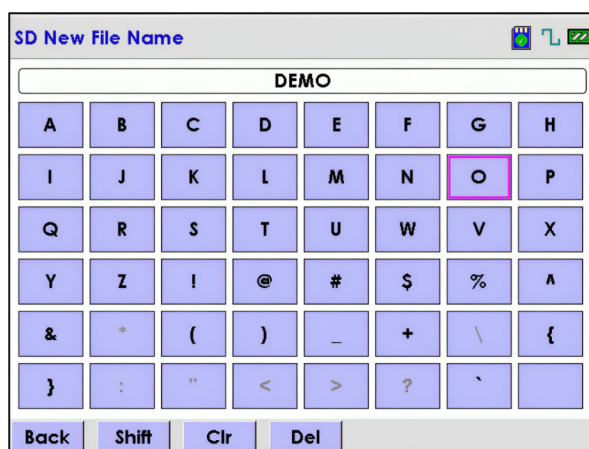 SD New File Name
DEMO
A B C D E F G H
I J K L M N O P
Q R S T U W V X
Y Z ! @ # $ % ^
& * ( ) _ + \ {
} : " < > ? `
Back Shift Clr Del